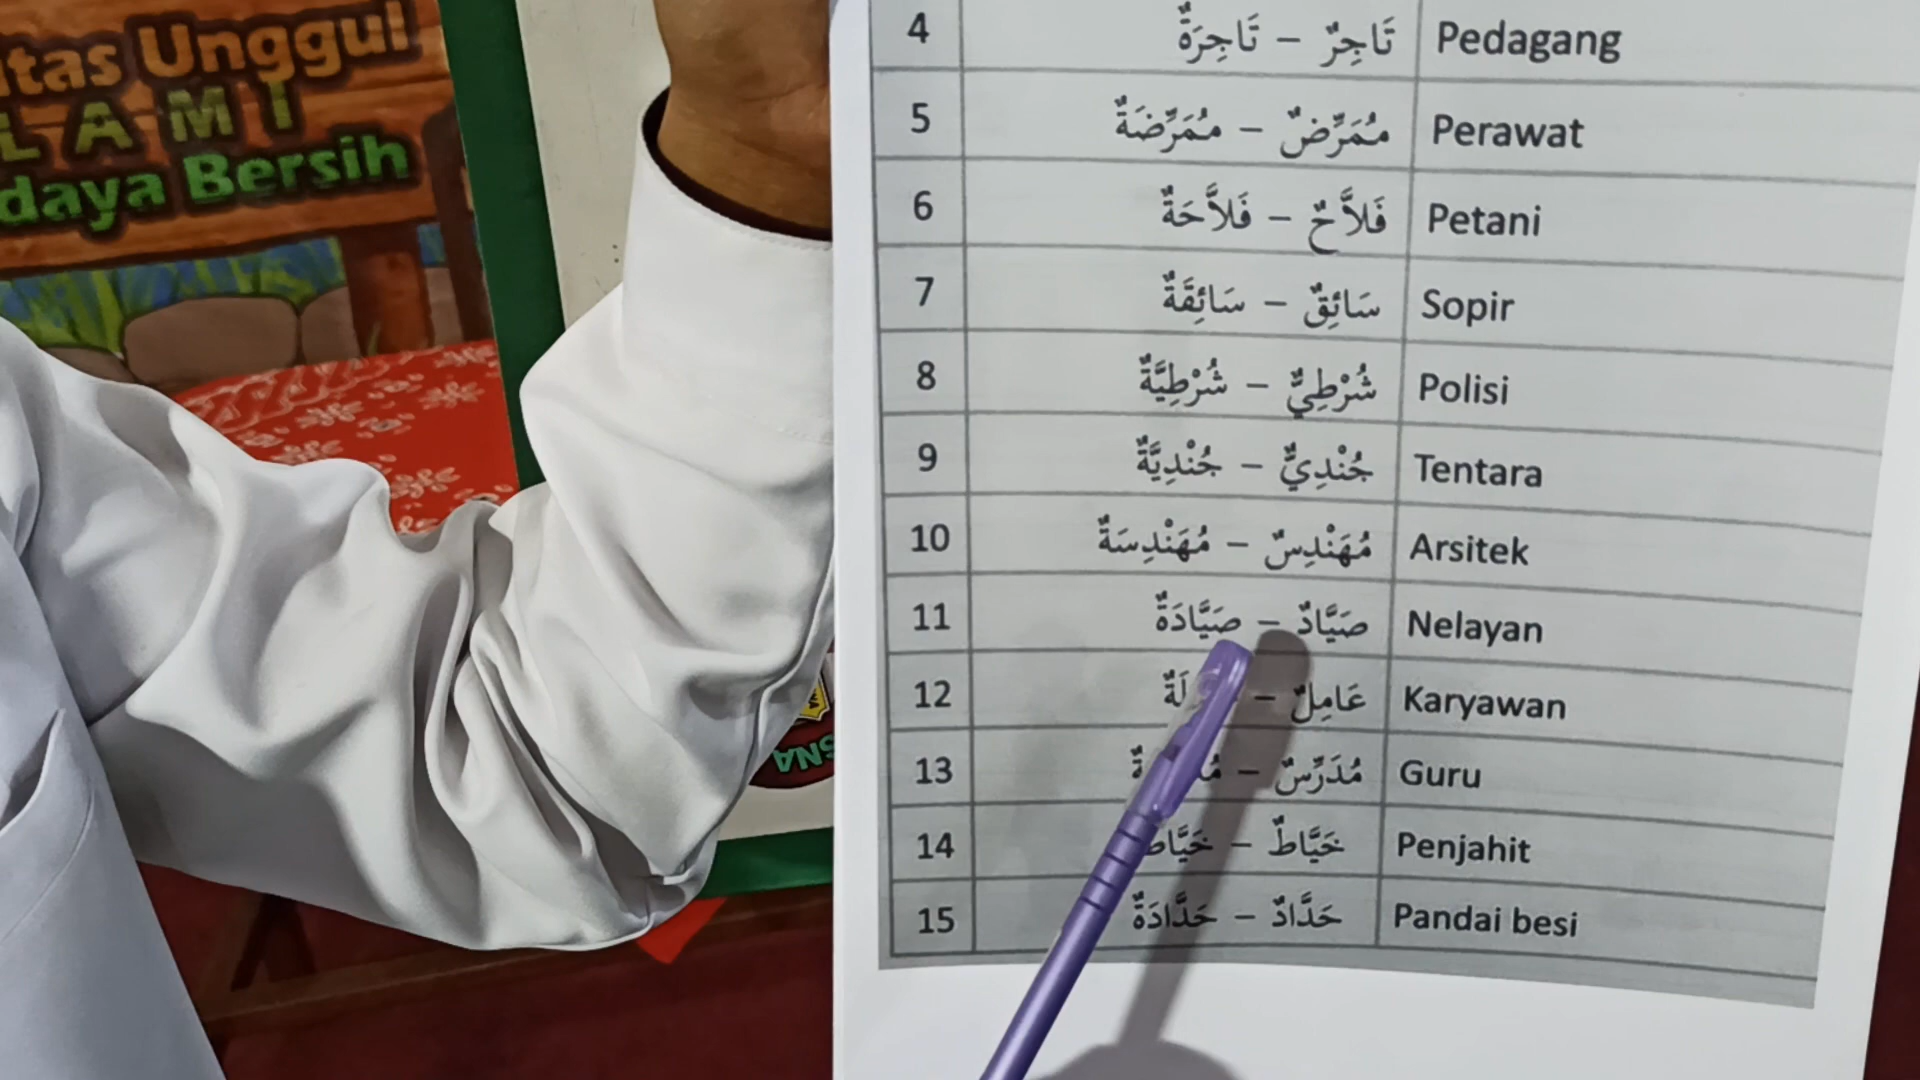 itas Unggul
LAMI
daya Bersih
4 تَاجِرٌ – تَاجِرَةٌ Pedagang
5 مُمَرِّضٌ – مُمَرِّضَةٌ Perawat
6 فَلاَّحٌ – فَلاَّحَةٌ Petani
7 سَائِقٌ – سَائِقَةٌ Sopir
8 شُرْطِيٌّ – شُرْطِيَّةٌ Polisi
9 جُنْدِيٌّ – جُنْدِيَّةٌ Tentara
10 مُهَنْدِسٌ – مُهَنْدِسَةٌ Arsitek
11 صَيَّادٌ – صَيَّادَةٌ Nelayan
12 عَامِلٌ – Karyawan
13 مُدَرِّسٌ – Guru
14 خَيَّاطٌ – Penjahit
15 حَدَّادٌ – حَدَّادَةٌ Pandai besi